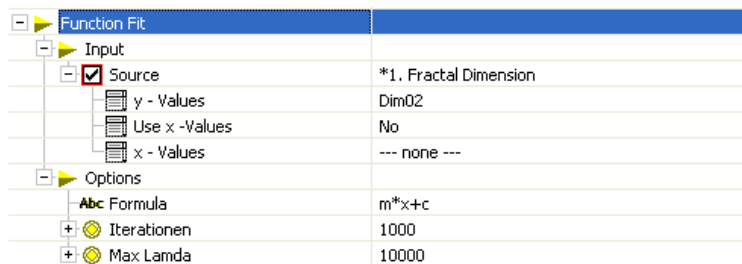 Function Fit
Input
Source *1. Fractal Dimension
y - Values Dim02
Use x -Values No
x - Values --- none ---
Options
Abc Formula m*x+c
Iterationen 1000
Max Lamda 10000